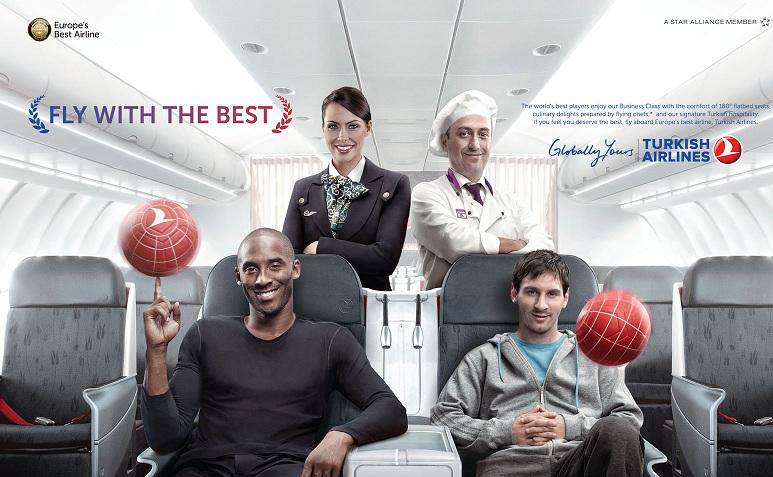 Europe's
Best Airline
A STAR ALLIANCE MEMBER
FLY WITH THE BEST
The world's best players enjoy our Business Class with the comfort of 180° flatbed seats,
culinary delights prepared by flying chefs,* and our signature Turkish hospitality.
If you feel you deserve the best, fly aboard Europe's best airline, Turkish Airlines.
Globally Yours
TURKISH
AIRLINES